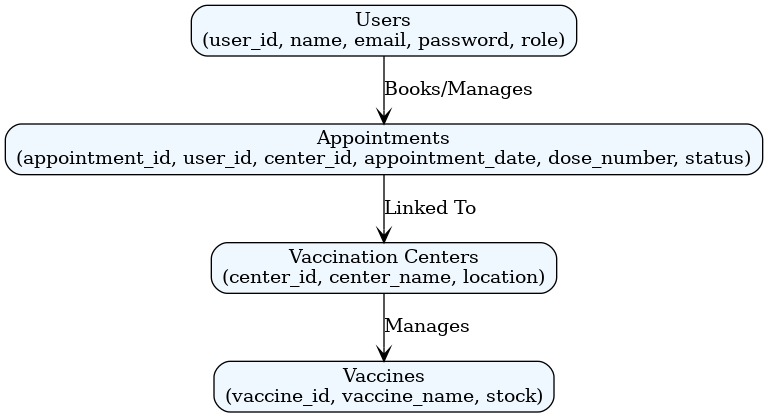 Users
(user_id, name, email, password, role)
Books/Manages
Appointments
(appointment_id, user_id, center_id, appointment_date, dose_number, status)
Linked To
Vaccination Centers
(center_id, center_name, location)
Manages
Vaccines
(vaccine_id, vaccine_name, stock)